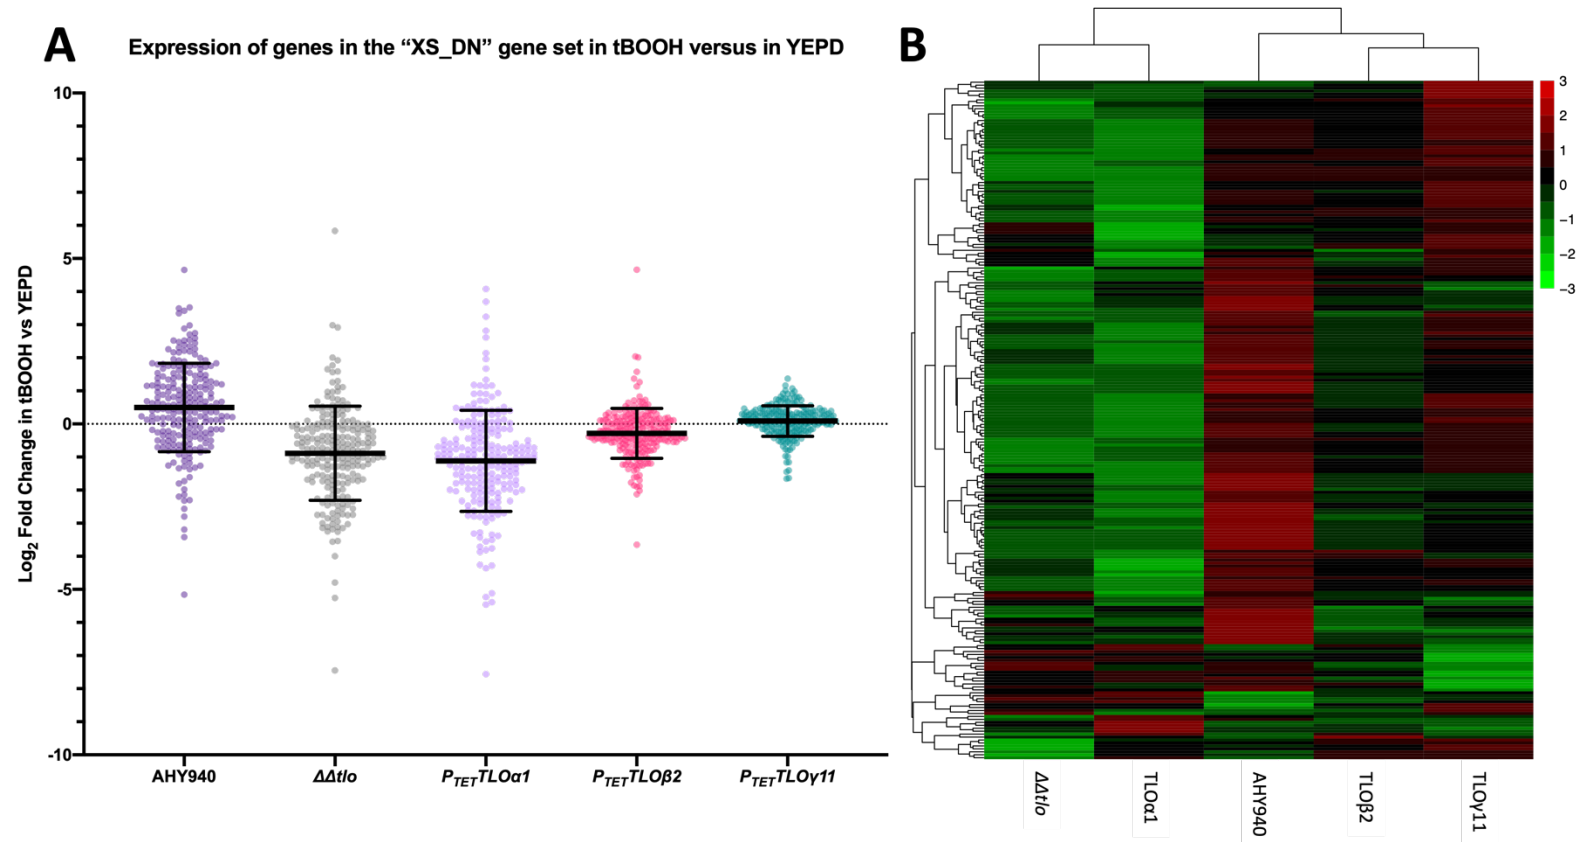 A
Expression of genes in the “XS_DN” gene set in tBOOH versus in YEPD
Log2 Fold Change in tBOOH vs YEPD
10
5
0
-5
-10
AHY940
ΔΔtlo
PTETTLOα1
PTETTLOβ2
PTETTLOγ11
B
3
2
1
0
−1
−2
−3
ΔΔtlo
TLOα1
AHY940
TLOβ2
TLOγ11